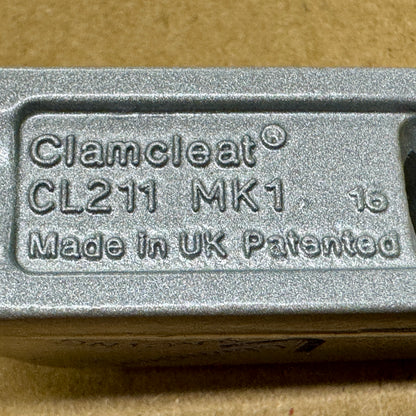 Clamcleat®
CL211 MK1 16
Made in UK Patented